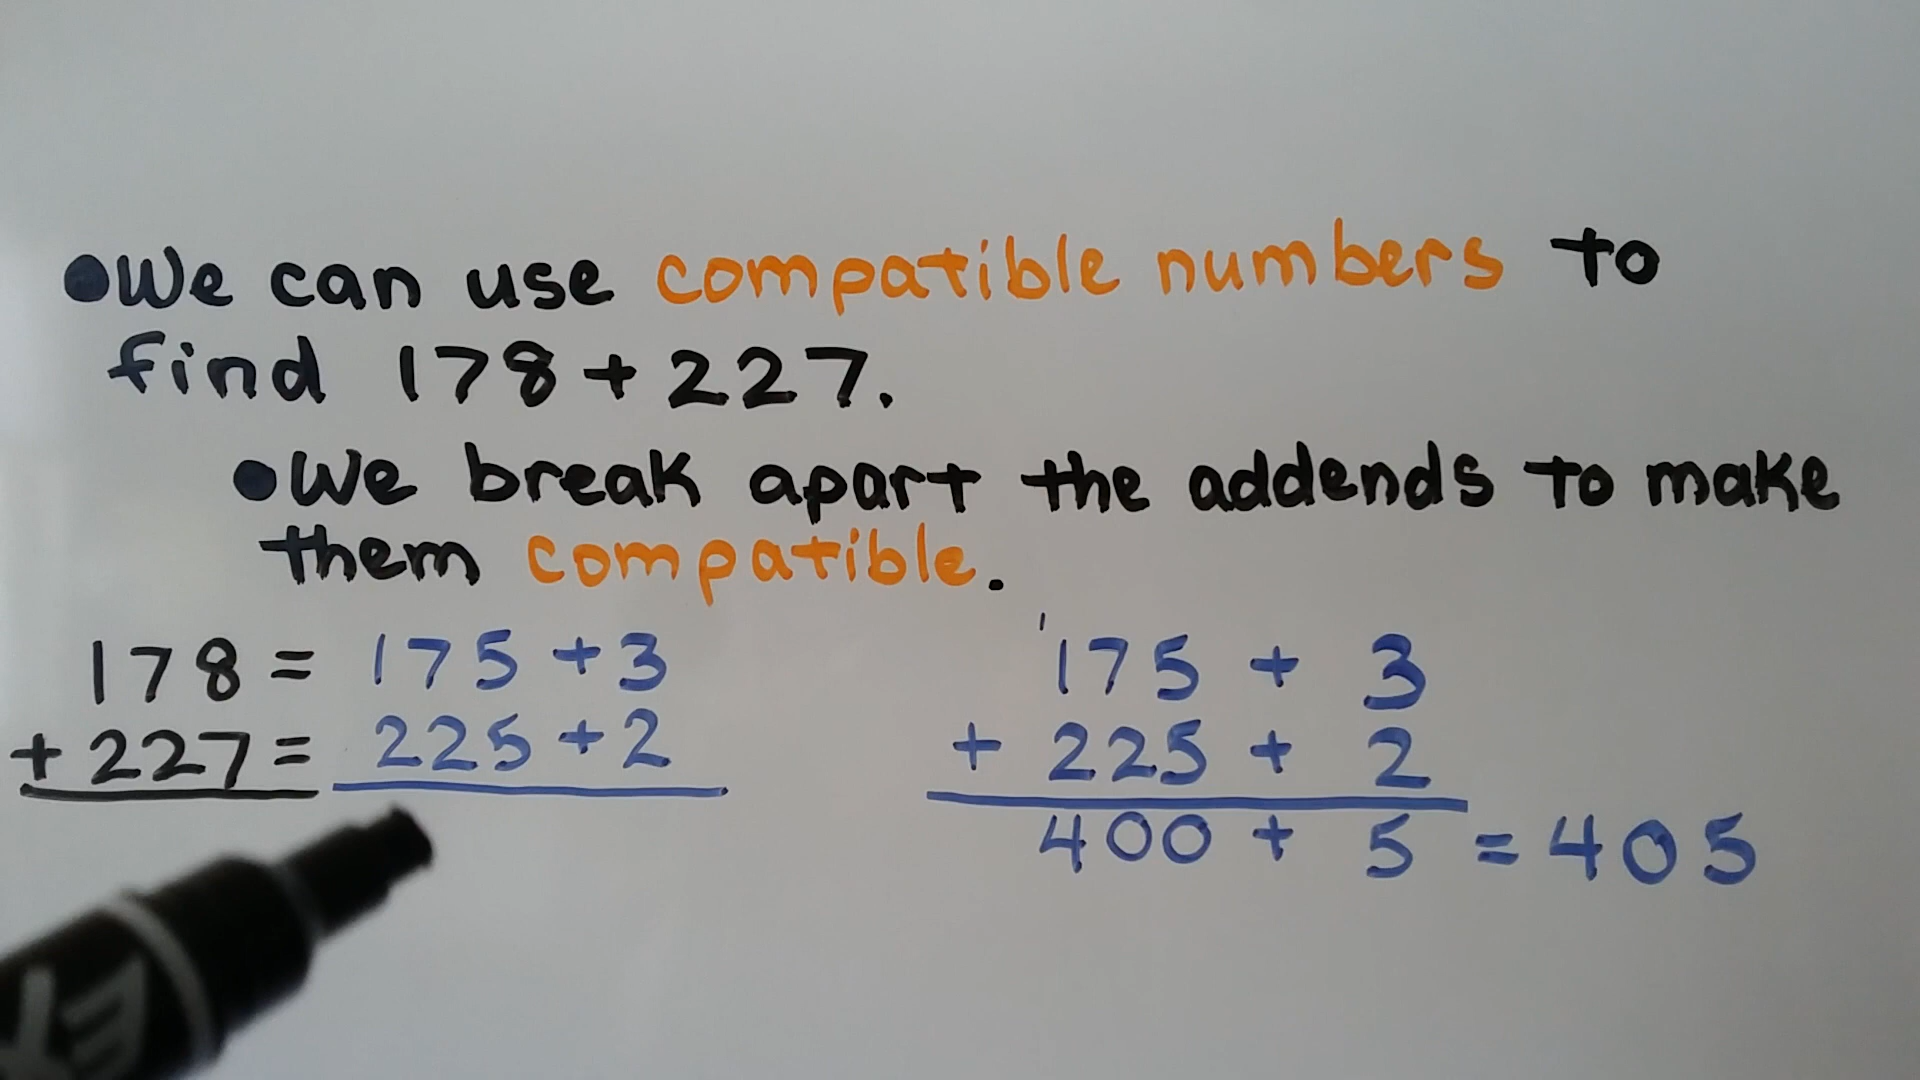 ●We can use compatible numbers to
find 178 + 227.
●We break apart the addends to make
them compatible.
178 = 175 + 3
+ 227 = 225 + 2
1
175 + 3
+ 225 + 2
400 + 5 = 405